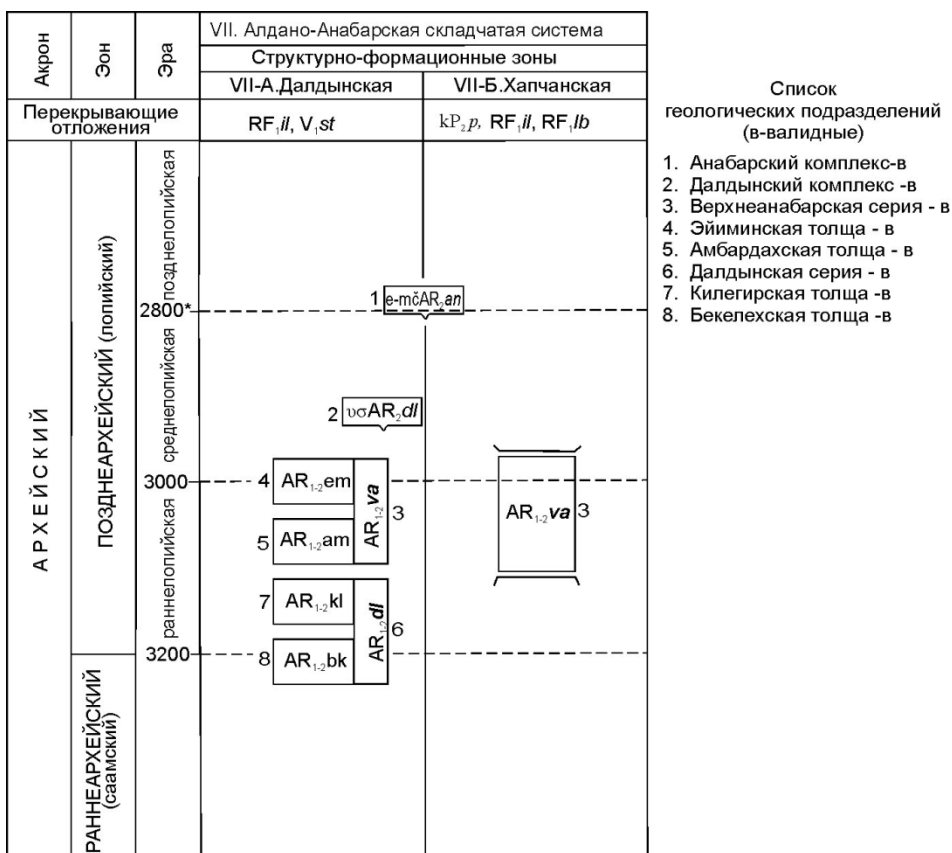 Акрон
Эон
Эра
VII. Алдано-Анабарская складчатая система
Структурно-формационные зоны
VII-А.Далдынская
VII-Б.Хапчанская
Перекрывающие
отложения
RF₁il, V₁st
kP₂p, RF₁il, RF₁lb
АРХЕЙСКИЙ
ПОЗДНЕАРХЕЙСКИЙ (лопийский)
РАННЕАРХЕЙСКИЙ
(саамский)
позднелопийская
2800*
среднелопийская
3000
раннелопийская
3200
1 e-mčAR₂an
2 υσAR₂dl
4 AR₁₋₂em
5 AR₁₋₂am
AR₁₋₂va 3
7 AR₁₋₂kl
8 AR₁₋₂bk
AR₁₋₂dl 6
AR₁₋₂va 3
Список
геологических подразделений
(в-валидные)
1. Анабарский комплекс-в
2. Далдынский комплекс -в
3. Верхнеанабарская серия - в
4. Эйиминская толща - в
5. Амбардахская толща - в
6. Далдынская серия - в
7. Килегирская толща -в
8. Бекелехская толща -в